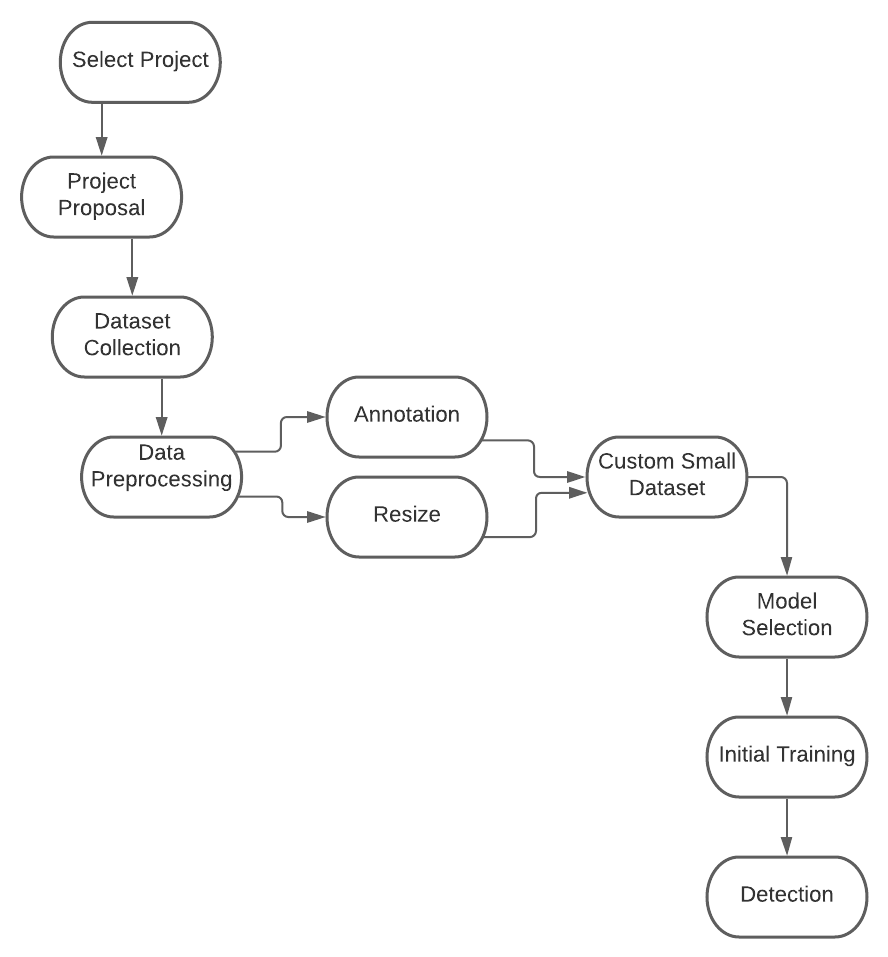 Select Project
Project
Proposal
Dataset
Collection
Data
Preprocessing
Annotation
Resize
Custom Small
Dataset
Model
Selection
Initial Training
Detection